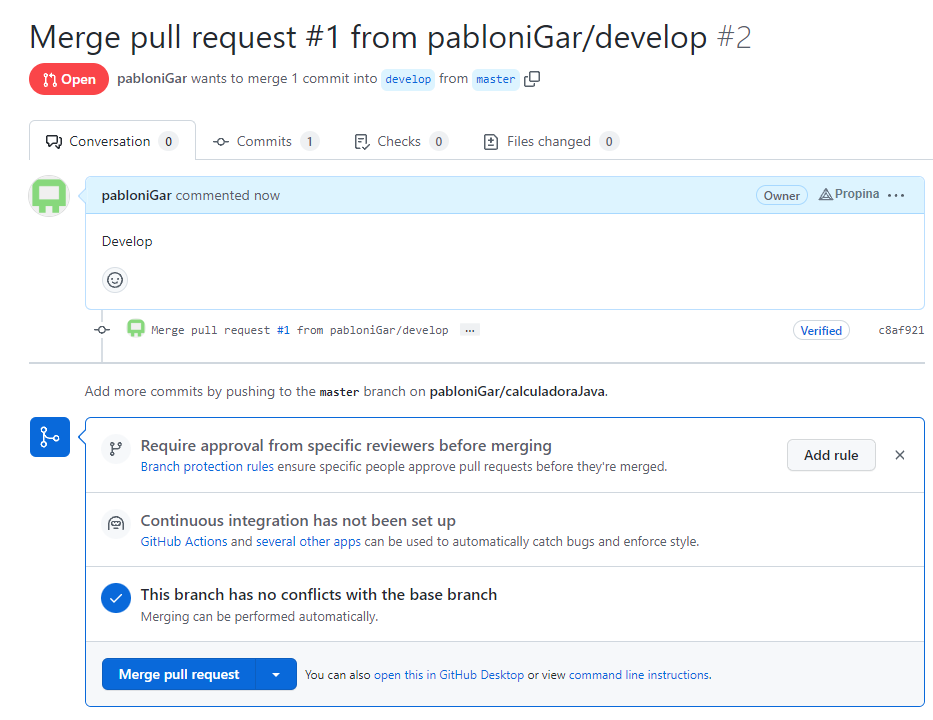 Merge pull request #1 from pabloniGar/develop #2
Open pabloniGar wants to merge 1 commit into develop from master
Conversation 0 Commits 1 Checks 0 Files changed 0
pabloniGar commented now Owner Propina ...
Develop
Merge pull request #1 from pabloniGar/develop ... Verified c8af921
Add more commits by pushing to the master branch on pabloniGar/calculadoraJava.
Require approval from specific reviewers before merging
Branch protection rules ensure specific people approve pull requests before they're merged.
Add rule
Continuous integration has not been set up
GitHub Actions and several other apps can be used to automatically catch bugs and enforce style.
This branch has no conflicts with the base branch
Merging can be performed automatically.
Merge pull request You can also open this in GitHub Desktop or view command line instructions.